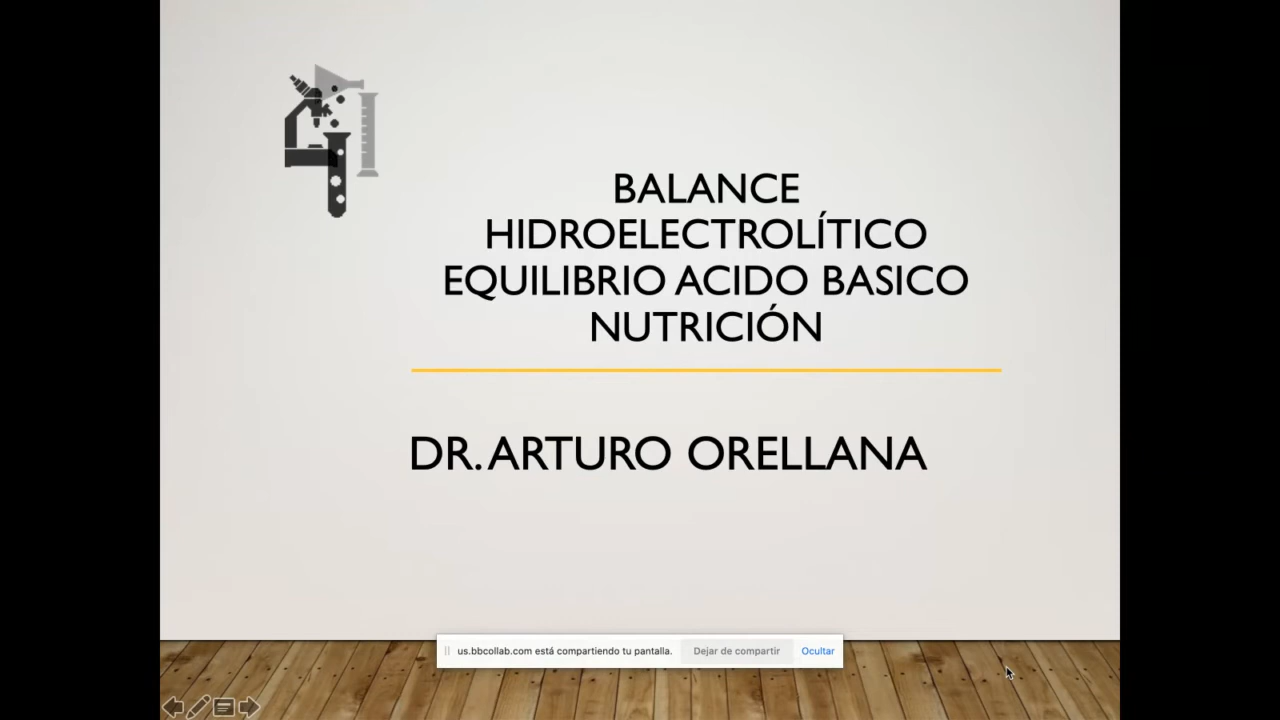 BALANCE
HIDROELECTROLÍTICO
EQUILIBRIO ACIDO BASICO
NUTRICIÓN
DR. ARTURO ORELLANA
us.bbcollab.com está compartiendo tu pantalla. Dejar de compartir Ocultar